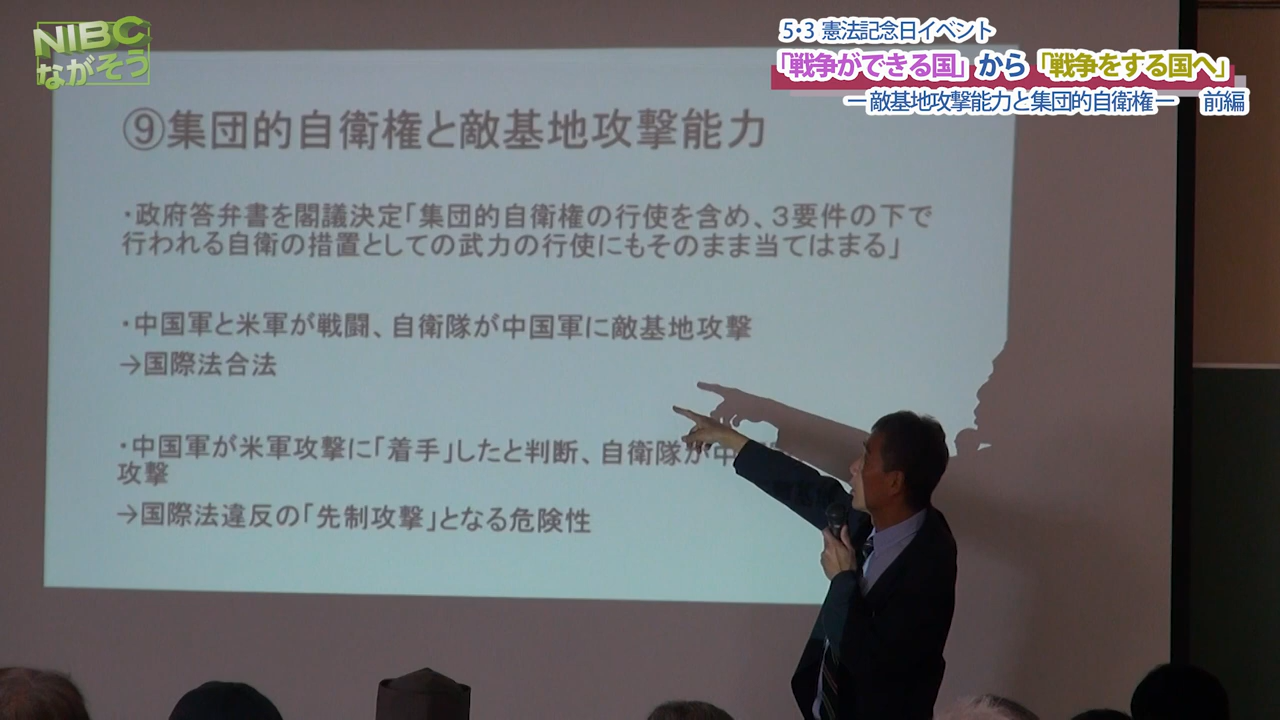 NIBC
ながそう
5・3 憲法記念日イベント
「戦争ができる国」から「戦争をする国へ」
ー敵基地攻撃能力と集団的自衛権ー 前編
⑨集団的自衛権と敵基地攻撃能力
・政府答弁書を閣議決定「集団的自衛権の行使を含め、３要件の下で
行われる自衛の措置としての武力の行使にもそのまま当てはまる」
・中国軍と米軍が戦闘、自衛隊が中国軍に敵基地攻撃
→国際法合法
・中国軍が米軍攻撃に「着手」したと判断、自衛隊が中
攻撃
→国際法違反の「先制攻撃」となる危険性